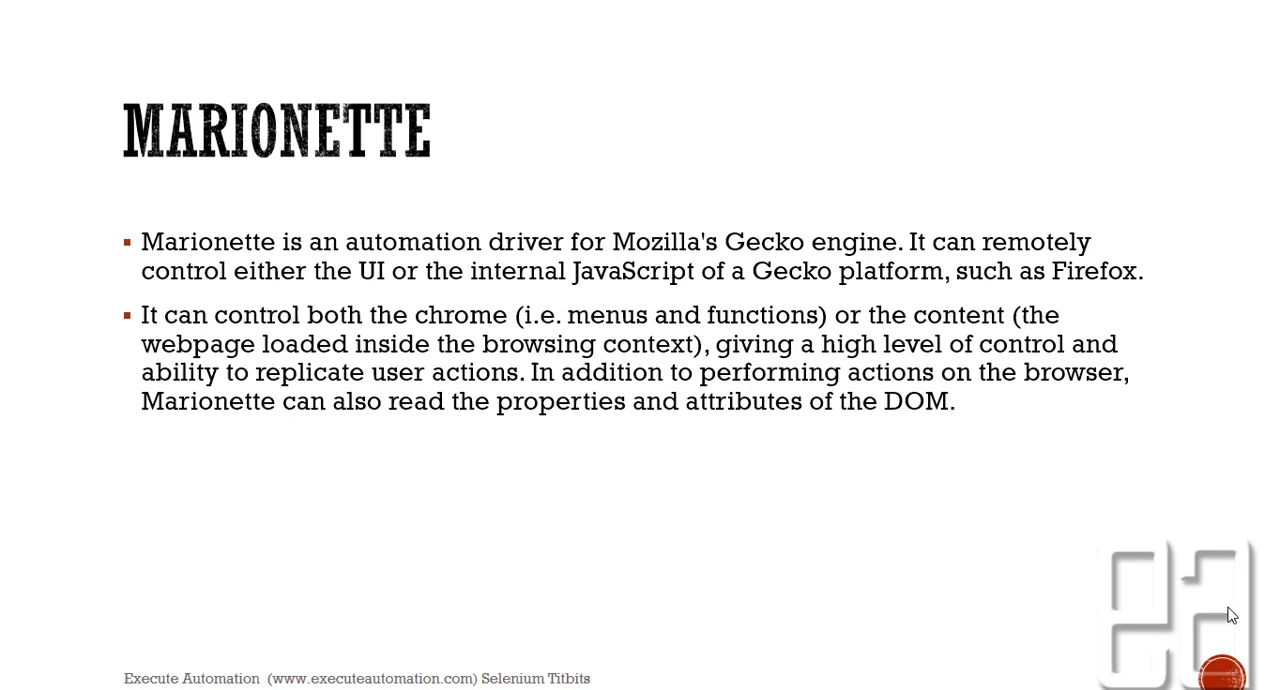 MARIONETTE
▪ Marionette is an automation driver for Mozilla's Gecko engine. It can remotely
control either the UI or the internal JavaScript of a Gecko platform, such as Firefox.
▪ It can control both the chrome (i.e. menus and functions) or the content (the
webpage loaded inside the browsing context), giving a high level of control and
ability to replicate user actions. In addition to performing actions on the browser,
Marionette can also read the properties and attributes of the DOM.
ea
Execute Automation (www.executeautomation.com) Selenium Titbits